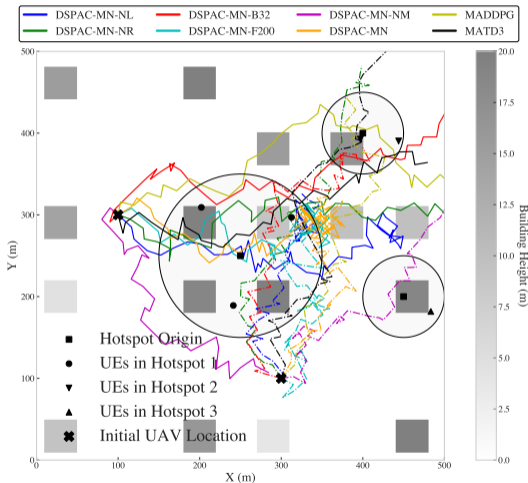 DSPAC-MN-NL DSPAC-MN-B32 DSPAC-MN-NM MADDPG
DSPAC-MN-NR DSPAC-MN-F200 DSPAC-MN MATD3
500
400
300
200
100
0
Y (m)
Hotspot Origin
UEs in Hotspot 1
UEs in Hotspot 2
UEs in Hotspot 3
Initial UAV Location
0 100 200 300 400 500
X (m)
20.0
17.5
15.0
12.5
10.0
7.5
5.0
2.5
0.0
Building Height (m)